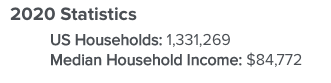 2020 Statistics
US Households: 1,331,269
Median Household Income: $84,772